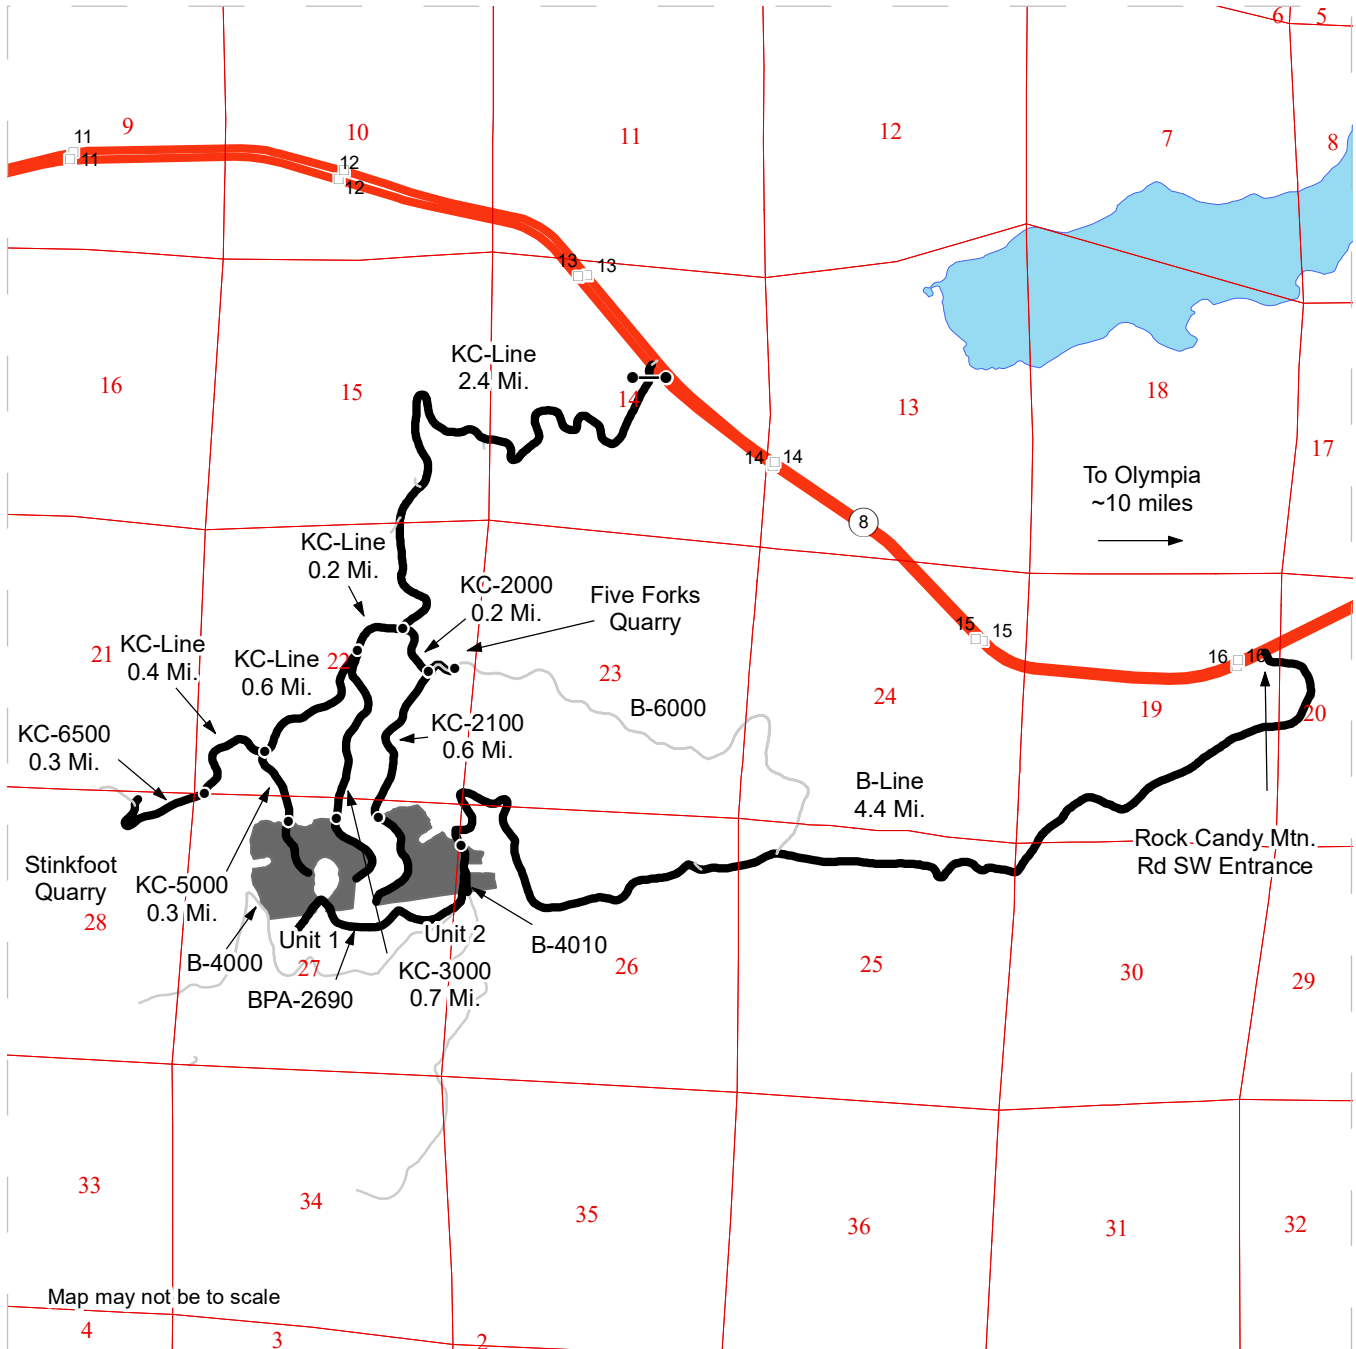 6
5
11
9
10
11
12
7
8
11
12
12
13
13
KC-Line
2.4 Mi.
16
15
14
13
18
17
14
14
To Olympia
~10 miles
8
KC-Line
0.2 Mi.
KC-2000
0.2 Mi.
Five Forks
Quarry
15
15
21
KC-Line
0.4 Mi.
KC-Line
0.6 Mi.
22
23
16
16
24
19
20
B-6000
KC-6500
0.3 Mi.
KC-2100
0.6 Mi.
B-Line
4.4 Mi.
Rock Candy Mtn.
Rd SW Entrance
Stinkfoot
Quarry
KC-5000
0.3 Mi.
28
Unit 1
Unit 2
B-4010
B-4000
27
26
25
30
29
BPA-2690
KC-3000
0.7 Mi.
33
34
35
36
31
32
Map may not be to scale
4
3
2